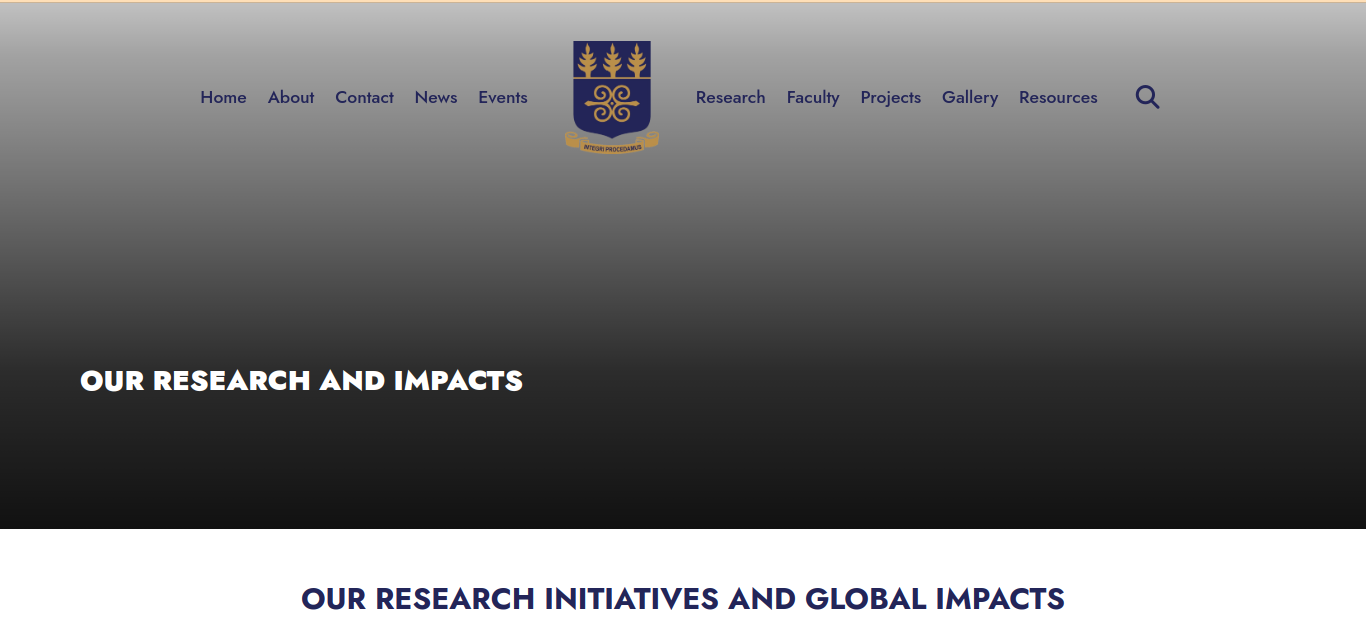 Home About Contact News Events Research Faculty Projects Gallery Resources
INTEGRI PROCEDAMUS
OUR RESEARCH AND IMPACTS
OUR RESEARCH INITIATIVES AND GLOBAL IMPACTS